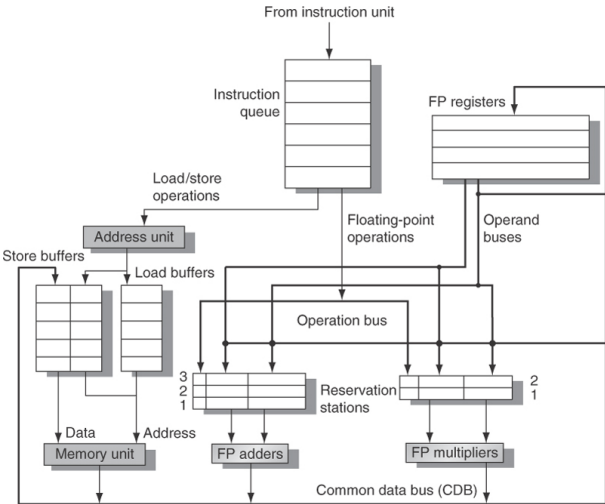 From instruction unit
Instruction
queue
FP registers
Load/store
operations
Floating-point
operations
Operand
buses
Address unit
Store buffers
Load buffers
Operation bus
3
2
1
Reservation
stations
2
1
Data
Address
Memory unit
FP adders
FP multipliers
Common data bus (CDB)